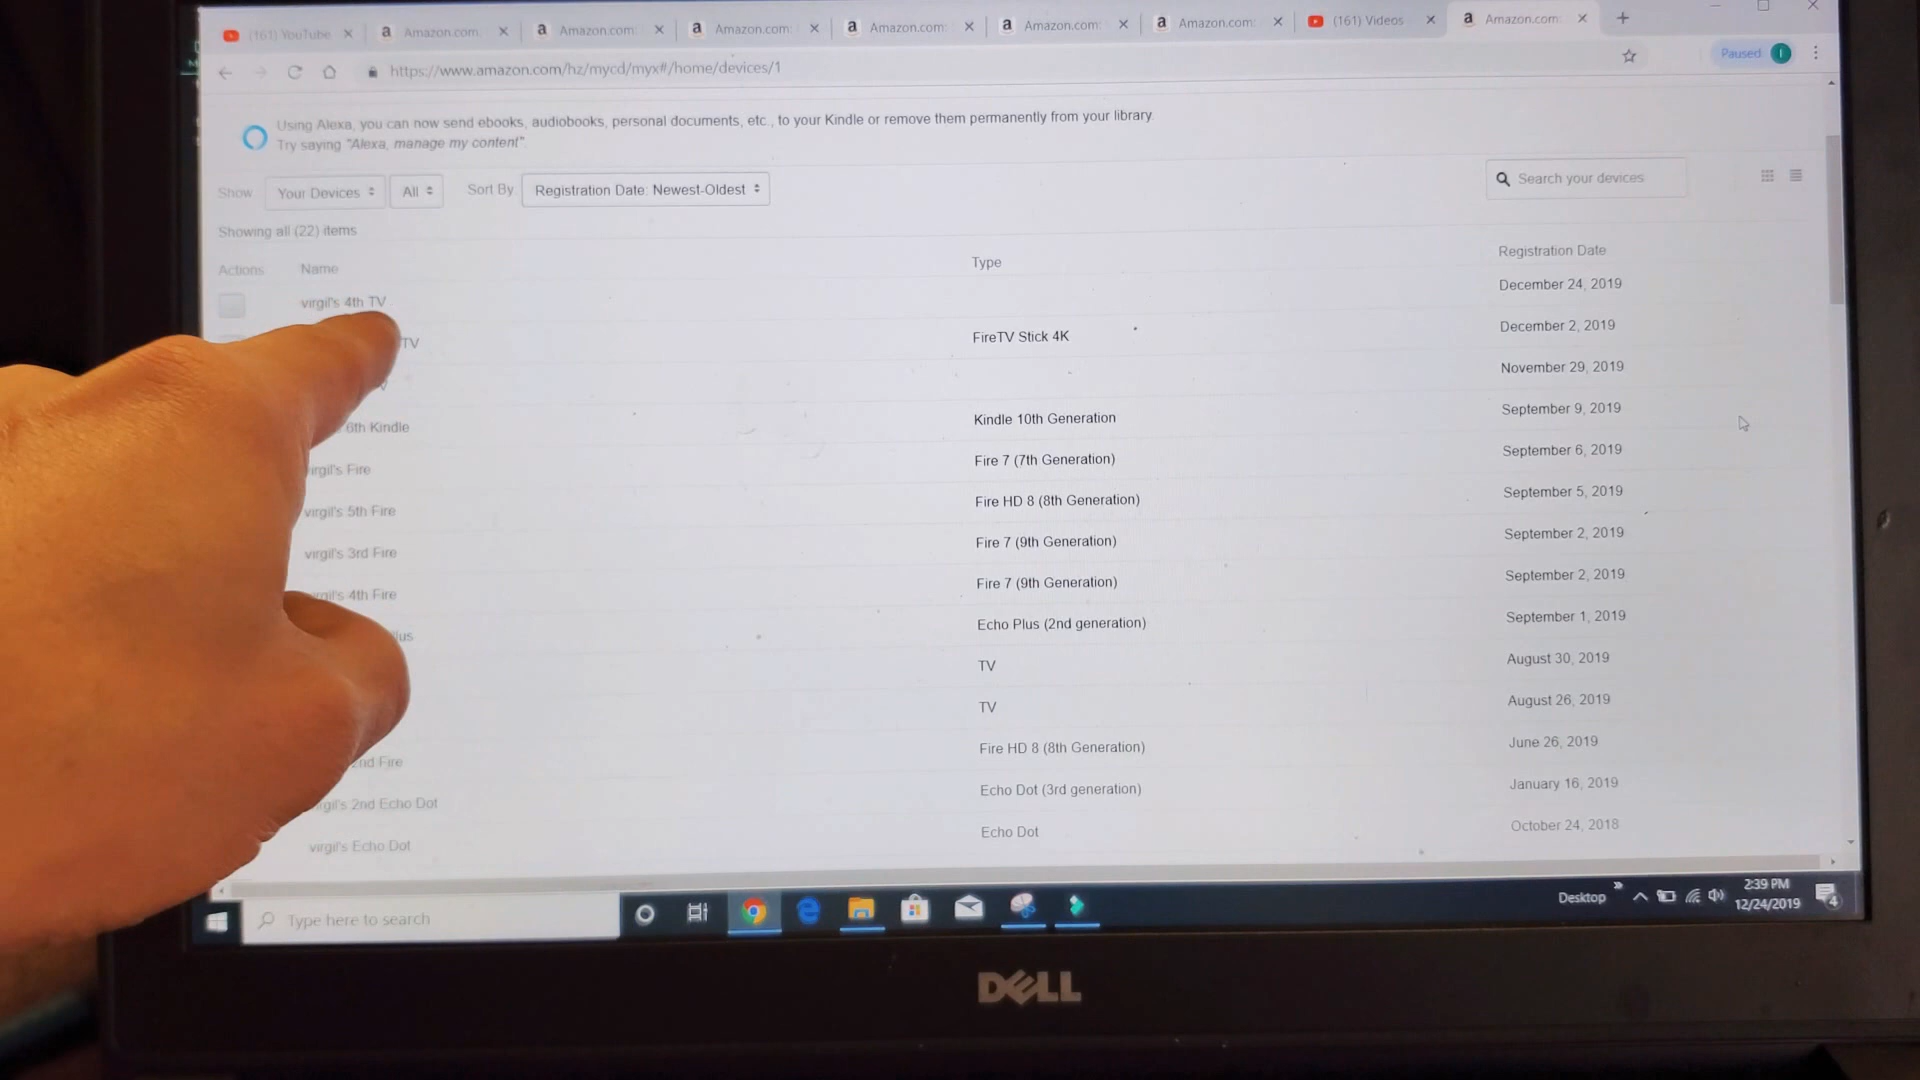 (161) YouTube
Amazon.com
Amazon.com:
Amazon.com:
Amazon.com:
Amazon.com:
Amazon.com:
(161) Videos
Amazon.com:
https://www.amazon.com/hz/mycd/myx#/home/devices/1
Paused
Using Alexa, you can now send ebooks, audiobooks, personal documents, etc., to your Kindle or remove them permanently from your library
Try saying "Alexa, manage my content"
Show Your Devices All Sort By Registration Date: Newest-Oldest
Search your devices
Showing all (22) items
Actions Name Type Registration Date
virgil's 4th TV December 24, 2019
TV FireTV Stick 4K December 2, 2019
November 29, 2019
6th Kindle Kindle 10th Generation September 9, 2019
virgil's Fire Fire 7 (7th Generation) September 6, 2019
virgil's 5th Fire Fire HD 8 (8th Generation) September 5, 2019
virgil's 3rd Fire Fire 7 (9th Generation) September 2, 2019
virgil's 4th Fire Fire 7 (9th Generation) September 2, 2019
Echo Plus (2nd generation) September 1, 2019
TV August 30, 2019
TV August 26, 2019
2nd Fire Fire HD 8 (8th Generation) June 26, 2019
virgil's 2nd Echo Dot Echo Dot (3rd generation) January 16, 2019
virgil's Echo Dot Echo Dot October 24, 2018
Type here to search
Desktop
2:39 PM
12/24/2019
4
DELL